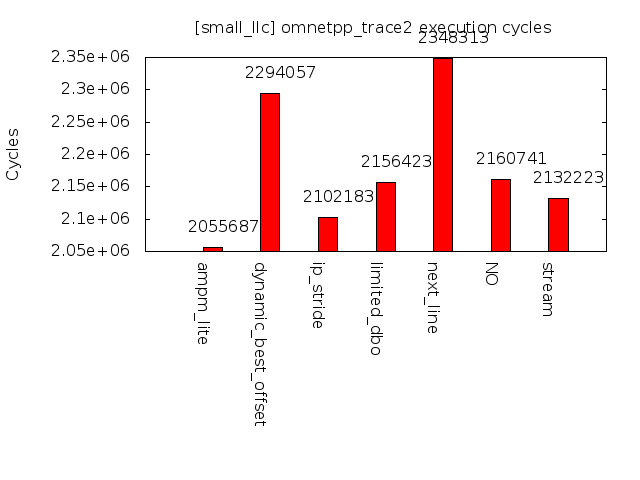 [small_llc] omnetpp_trace2 execution cycles
Cycles
2.35e+06
2.3e+06
2.25e+06
2.2e+06
2.15e+06
2.1e+06
2.05e+06
2055687
2294057
2102183
2156423
2348313
2160741
2132223
ampm_lite
dynamic_best_offset
ip_stride
limited_dbo
next_line
NO
stream